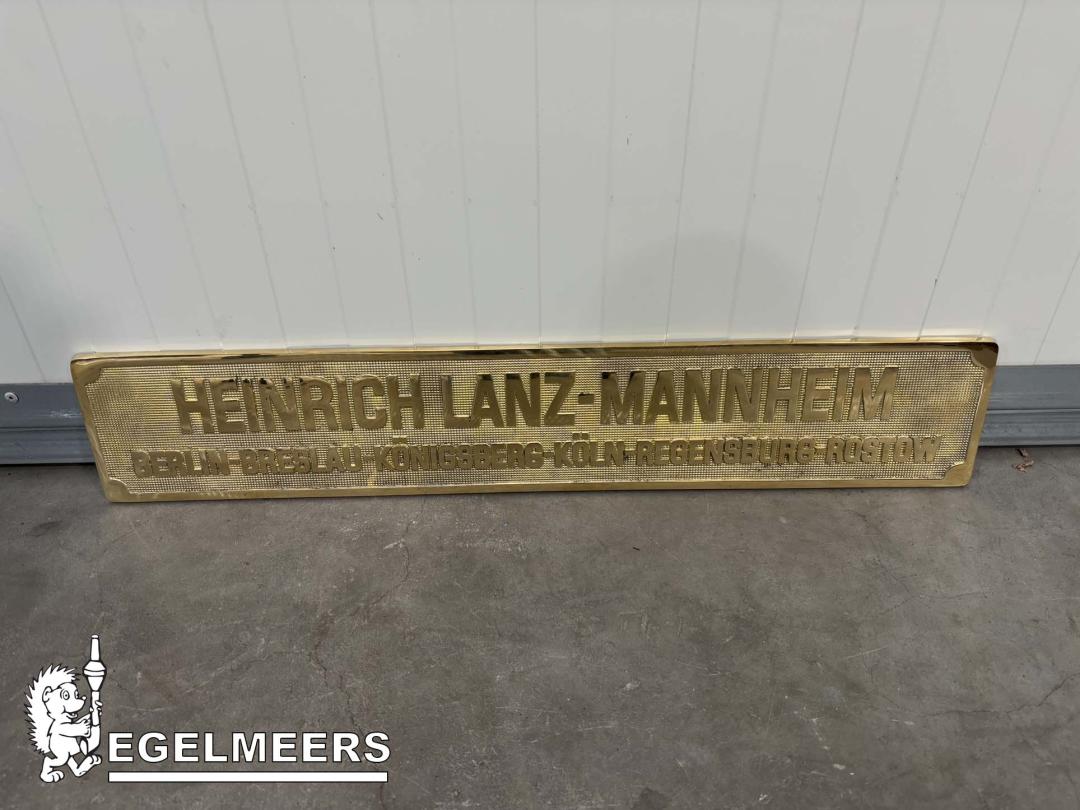 HEINRICH LANZ-MANNHEIM
BERLIN-BRESLAU-KÖNIGSBERG-KÖLN-REGENSBURG-ROSTOW
EGELMEERS